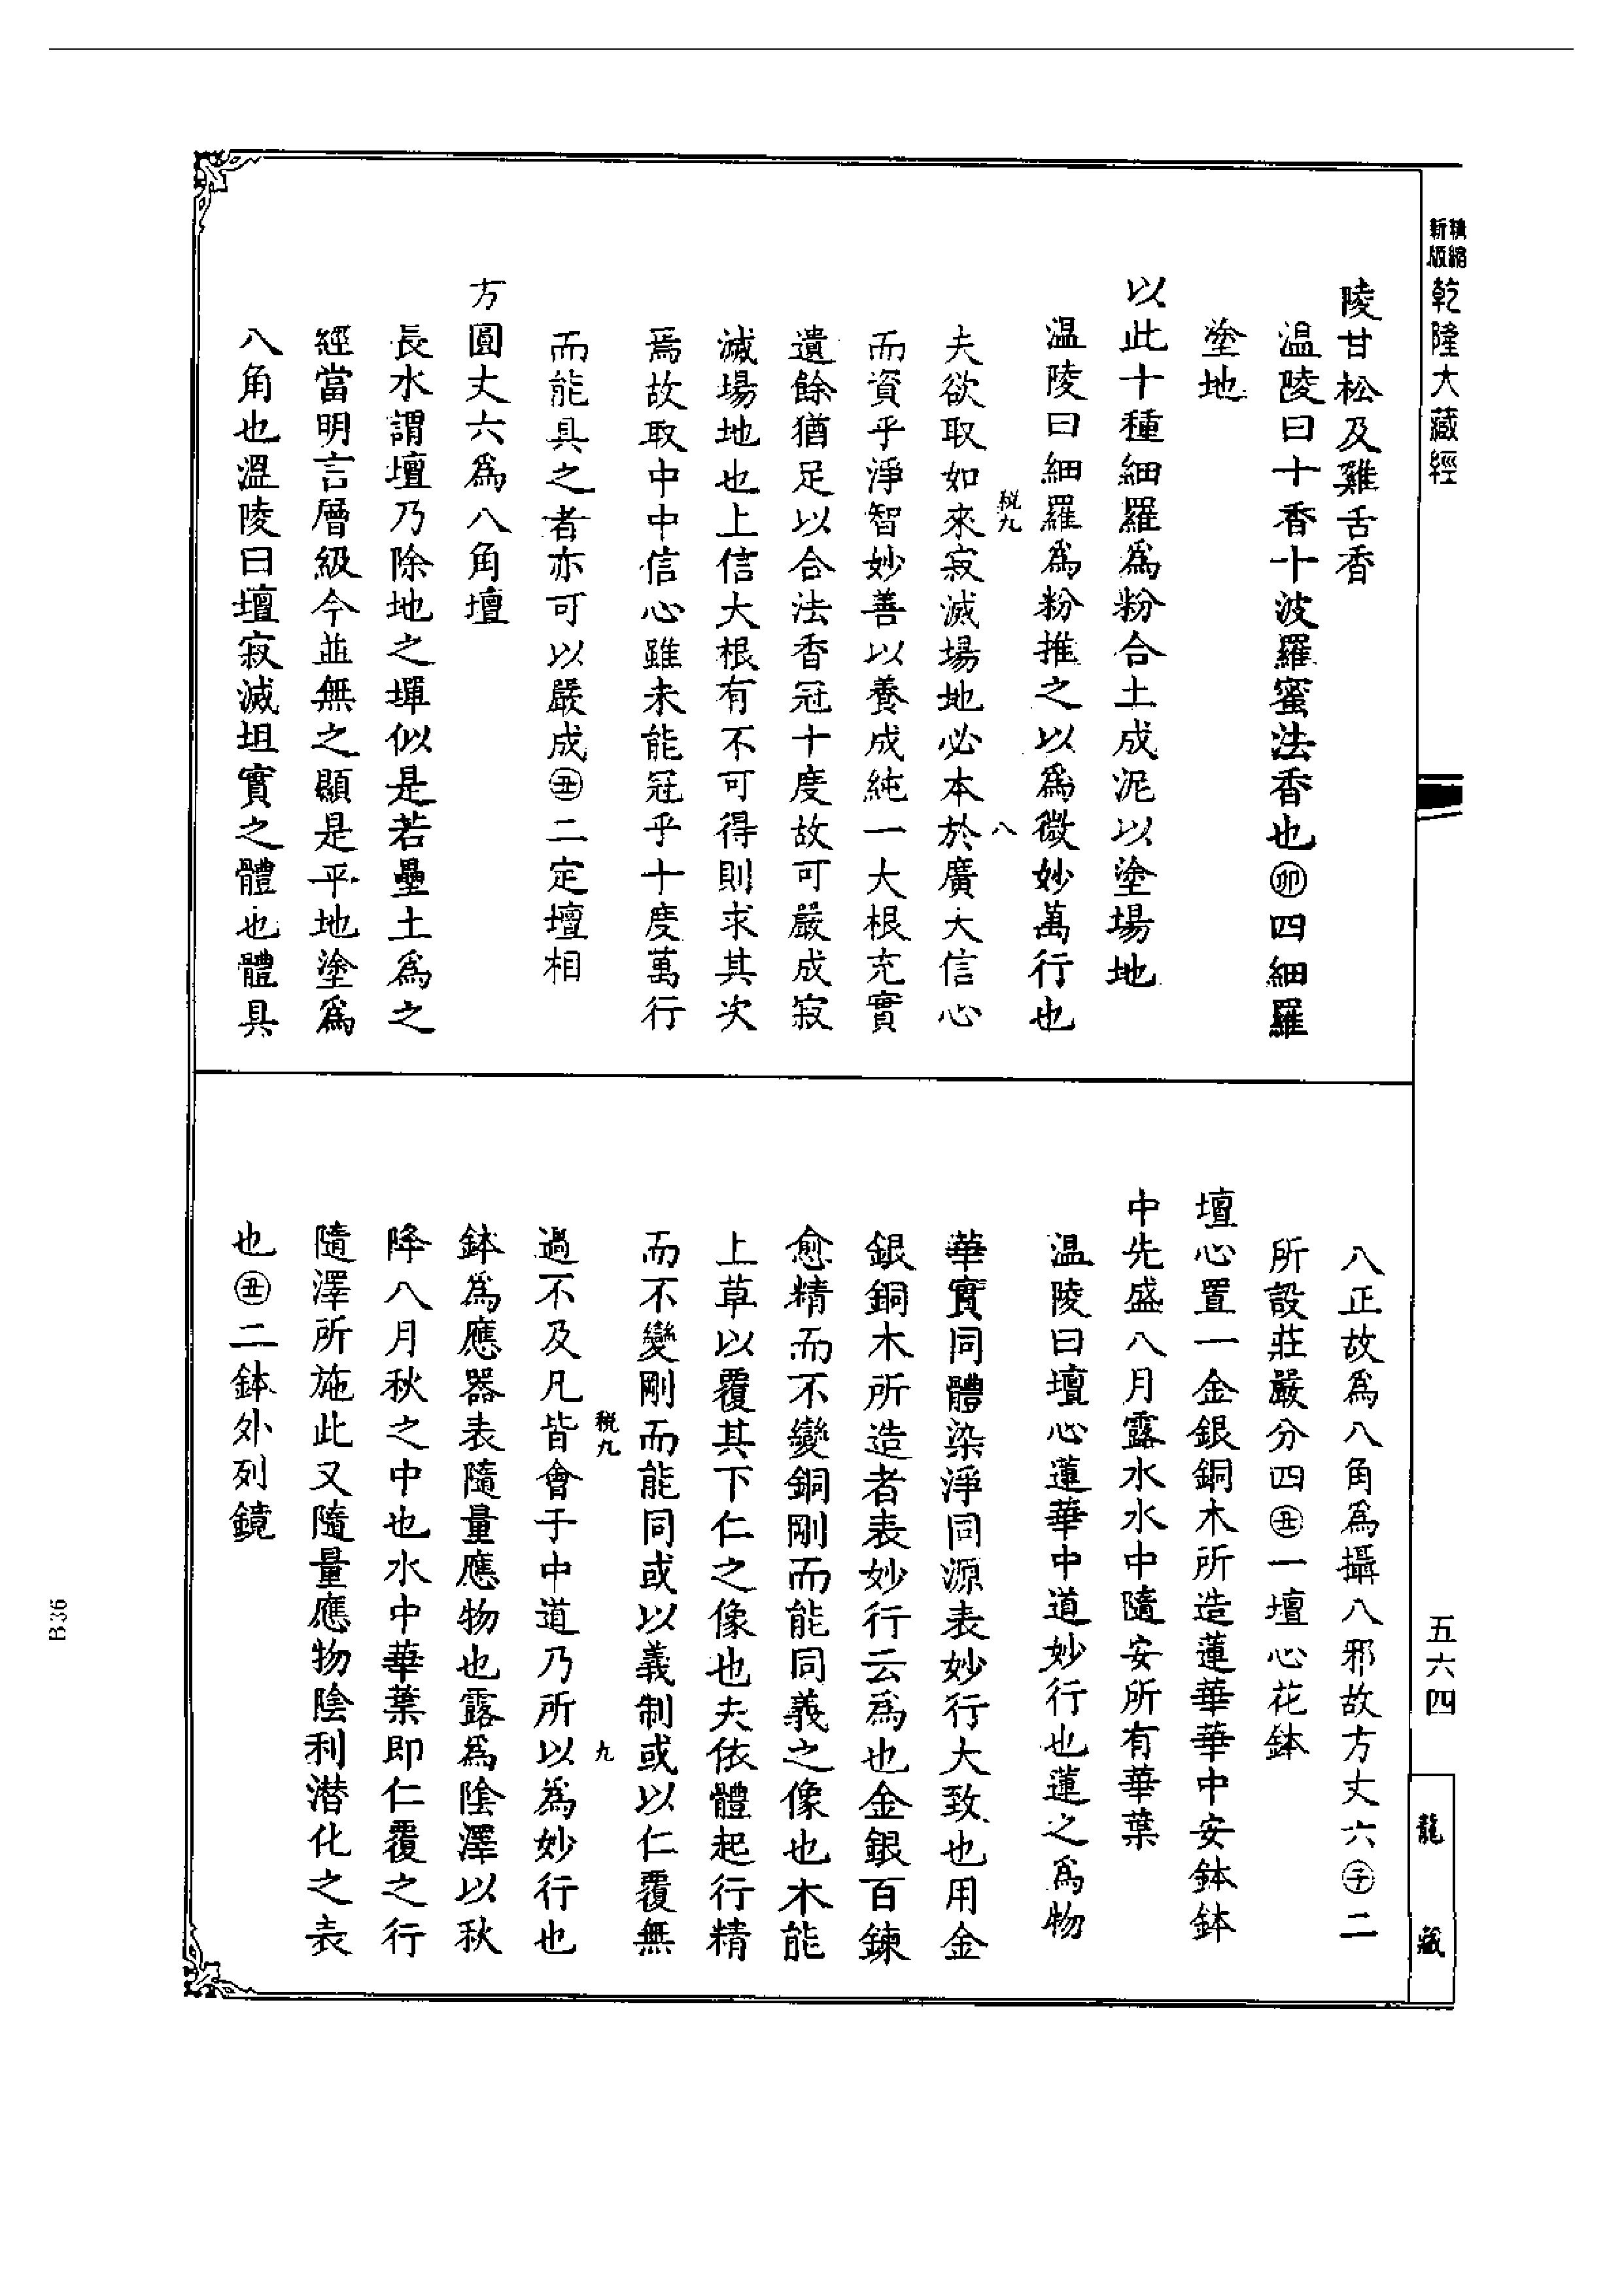 精縮新版乾隆大藏經
五六四
龍藏
陵甘松及雞舌香
温陵曰十香十波羅蜜法香也㊞四細羅
塗地
以此十種細羅爲粉合土成泥以塗場地
温陵曰細羅爲粉推之以爲微妙萬行也
税九 八
夫欲取如來寂滅場地必本於廣大信心
而資乎淨智妙善以養成純一大根充實
遺餘猶足以合法香冠十度故可嚴成寂
滅場地也上信大根有不可得則求其次
焉故取中中信心雖未能冠乎十度萬行
而能具之者亦可以嚴成丑二定壇相
方圓丈六爲八角壇
長水謂壇乃除地之墠似是若壘土爲之
經當明言層級今並無之顯是平地塗爲
八角也溫陵曰壇寂滅坦實之體也體具
八正故爲八角爲攝八邪故方丈六子二
所設莊嚴分四丑一壇心花鉢
壇心置一金銀銅木所造蓮華華中安鉢鉢
中先盛八月露水水中隨安所有華葉
温陵曰壇心蓮華中道妙行也蓮之爲物
華實同體染淨同源表妙行大致也用金
銀銅木所造者表妙行云爲也金銀百鍊
愈精而不變銅剛而能同義之像也木能
上草以覆其下仁之像也夫依體起行精
而不變剛而能同或以義制或以仁覆無
税九 九
過不及凡皆會于中道乃所以爲妙行也
鉢爲應器表隨量應物也露爲陰澤以秋
降八月秋之中也水中華葉即仁覆之行
隨澤所施此又隨量應物陰利潛化之表
也丑二鉢外列鏡
B36